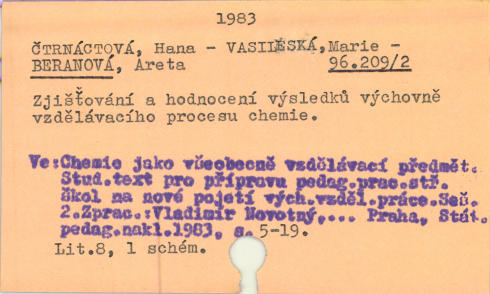 1983
ČTRNÁCTOVÁ, Hana - VASILESKÁ, Marie -
BERANOVÁ, Areta 96.209/2
Zjišťování a hodnocení výsledků výchovně
vzdělávacího procesu chemie.
Ve: Chemie jako všeobecně vzdělávací předmět.
Stud.text pro přípravu pedag.prac.stř.
škol na nové pojetí vých.vzděl.práce.Seš.
2.Zprac.:Vladimír Novotný,... Praha, Stát.
pedag.nakl.1983, s.5-19.
Lit.8, 1 schém.